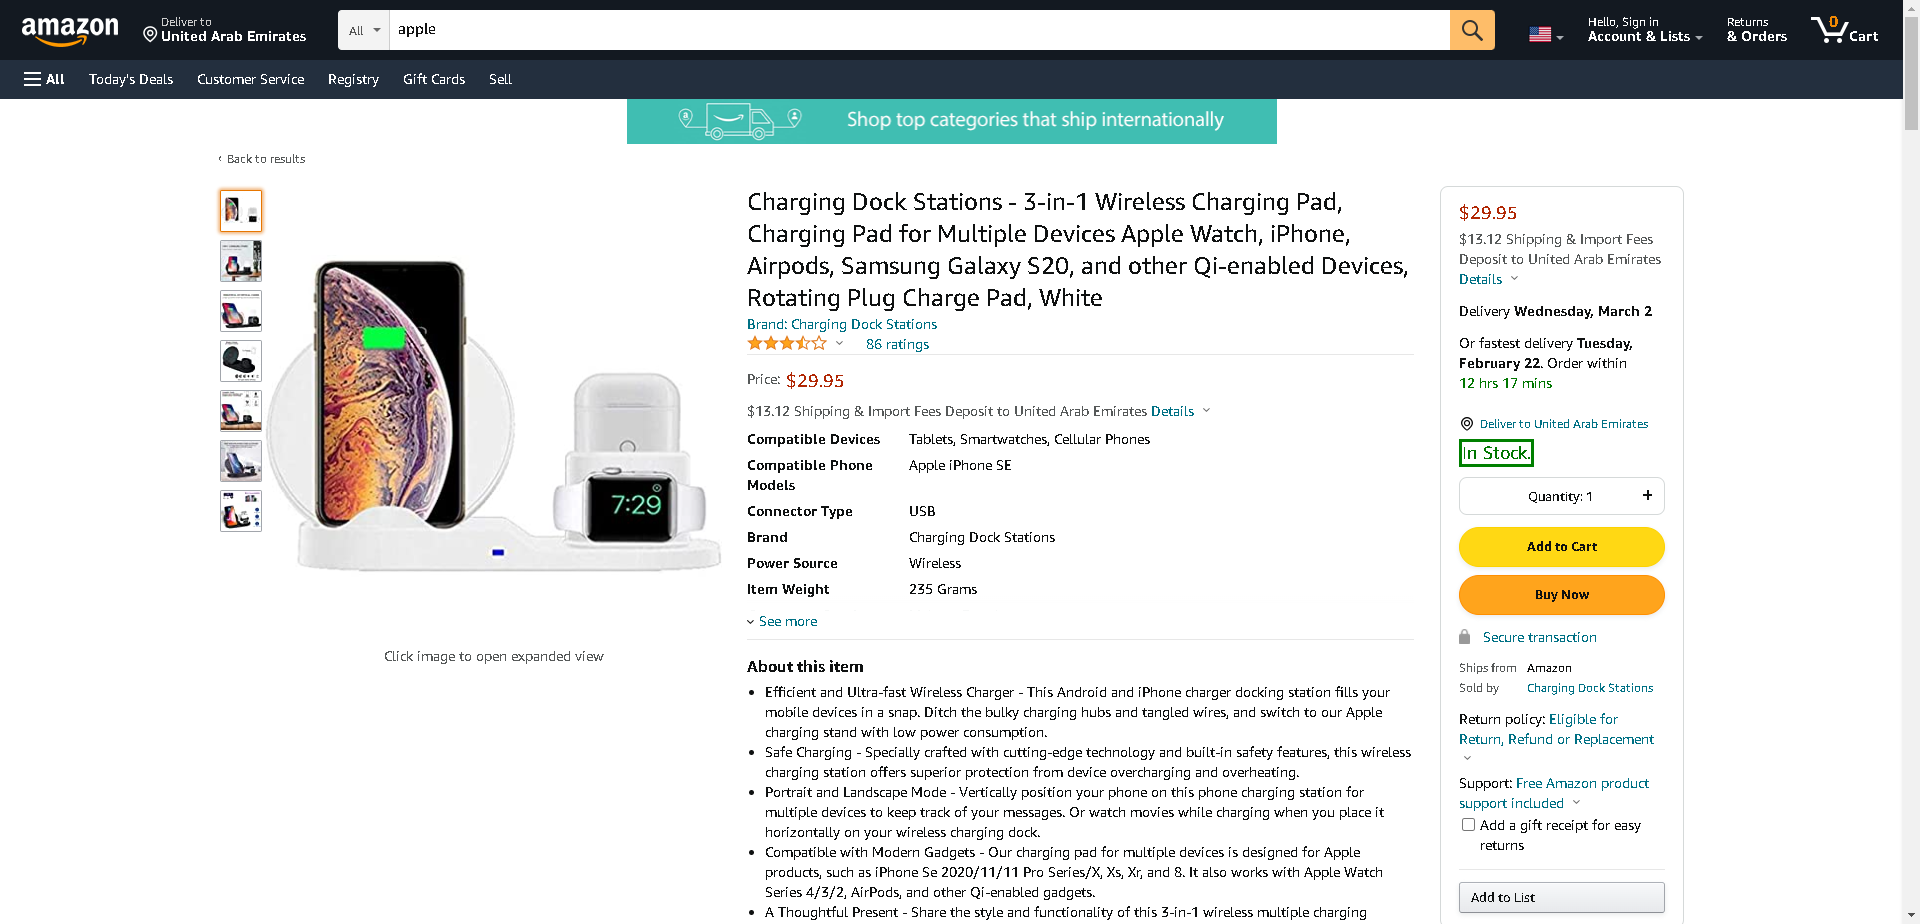 amazon
Deliver to
United Arab Emirates
All
apple
Hello, Sign in
Account & Lists
Returns
& Orders
0
Cart
All
Today's Deals
Customer Service
Registry
Gift Cards
Sell
Shop top categories that ship internationally
‹ Back to results
Charging Dock Stations - 3-in-1 Wireless Charging Pad,
Charging Pad for Multiple Devices Apple Watch, iPhone,
Airpods, Samsung Galaxy S20, and other Qi-enabled Devices,
Rotating Plug Charge Pad, White
Brand: Charging Dock Stations
86 ratings
Price: $29.95
$13.12 Shipping & Import Fees Deposit to United Arab Emirates Details
Compatible Devices Tablets, Smartwatches, Cellular Phones
Compatible Phone Models Apple iPhone SE
Connector Type USB
Brand Charging Dock Stations
Power Source Wireless
Item Weight 235 Grams
See more
7:29
Click image to open expanded view
About this item
• Efficient and Ultra-fast Wireless Charger - This Android and iPhone charger docking station fills your
mobile devices in a snap. Ditch the bulky charging hubs and tangled wires, and switch to our Apple
charging stand with low power consumption.
• Safe Charging - Specially crafted with cutting-edge technology and built-in safety features, this wireless
charging station offers superior protection from device overcharging and overheating.
• Portrait and Landscape Mode - Vertically position your phone on this phone charging station for
multiple devices to keep track of your messages. Or watch movies while charging when you place it
horizontally on your wireless charging dock.
• Compatible with Modern Gadgets - Our charging pad for multiple devices is designed for Apple
products, such as iPhone Se 2020/11/11 Pro Series/X, Xs, Xr, and 8. It also works with Apple Watch
Series 4/3/2, AirPods, and other Qi-enabled gadgets.
• A Thoughtful Present - Share the style and functionality of this 3-in-1 wireless multiple charging
$29.95
$13.12 Shipping & Import Fees
Deposit to United Arab Emirates
Details
Delivery Wednesday, March 2
Or fastest delivery Tuesday,
February 22. Order within
12 hrs 17 mins
Deliver to United Arab Emirates
In Stock.
Quantity: 1 +
Add to Cart
Buy Now
Secure transaction
Ships from Amazon
Sold by Charging Dock Stations
Return policy: Eligible for
Return, Refund or Replacement
Support: Free Amazon product
support included
Add a gift receipt for easy
returns
Add to List